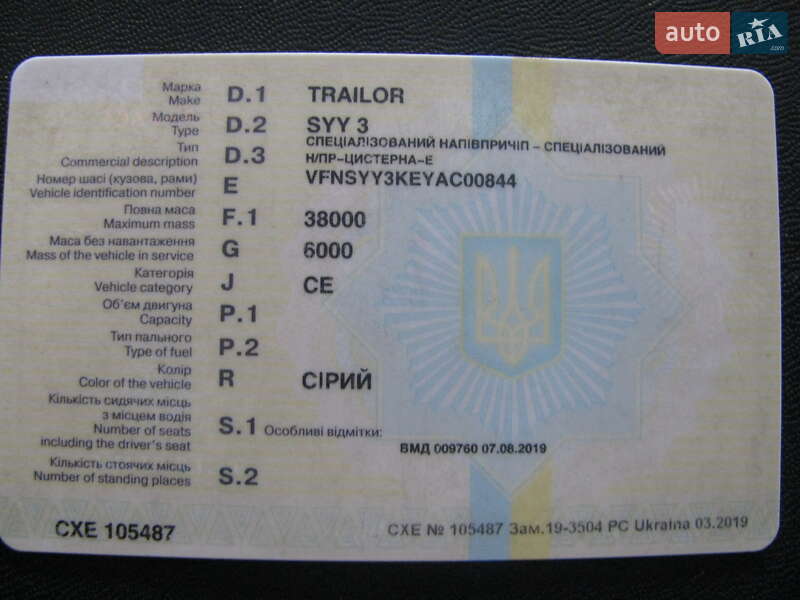 auto RIA.com
Марка
Make D.1 TRAILOR
Модель
Type D.2 SYY 3
Тип
Commercial description D.3 СПЕЦІАЛІЗОВАНИЙ НАПІВПРИЧІП – СПЕЦІАЛІЗОВАНИЙ
Н/ПР-ЦИСТЕРНА-Е
Номер шасі (кузова, рами)
Vehicle identification number E VFNSYY3KEYAC00844
Повна маса
Maximum mass F.1 38000
Маса без навантаження
Mass of the vehicle in service G 6000
Категорія
Vehicle category J CE
Об'єм двигуна
Capacity P.1
Тип пального
Type of fuel P.2
Колір
Color of the vehicle R СІРИЙ
Кількість сидячих місць
з місцем водія
Number of seats
including the driver's seat S.1 Особливі відмітки:
ВМД 009760 07.08.2019
Кількість стоячих місць
Number of standing places S.2
СХЕ 105487
СХЕ № 105487 Зам.19-3504 РС Ukraina 03.2019